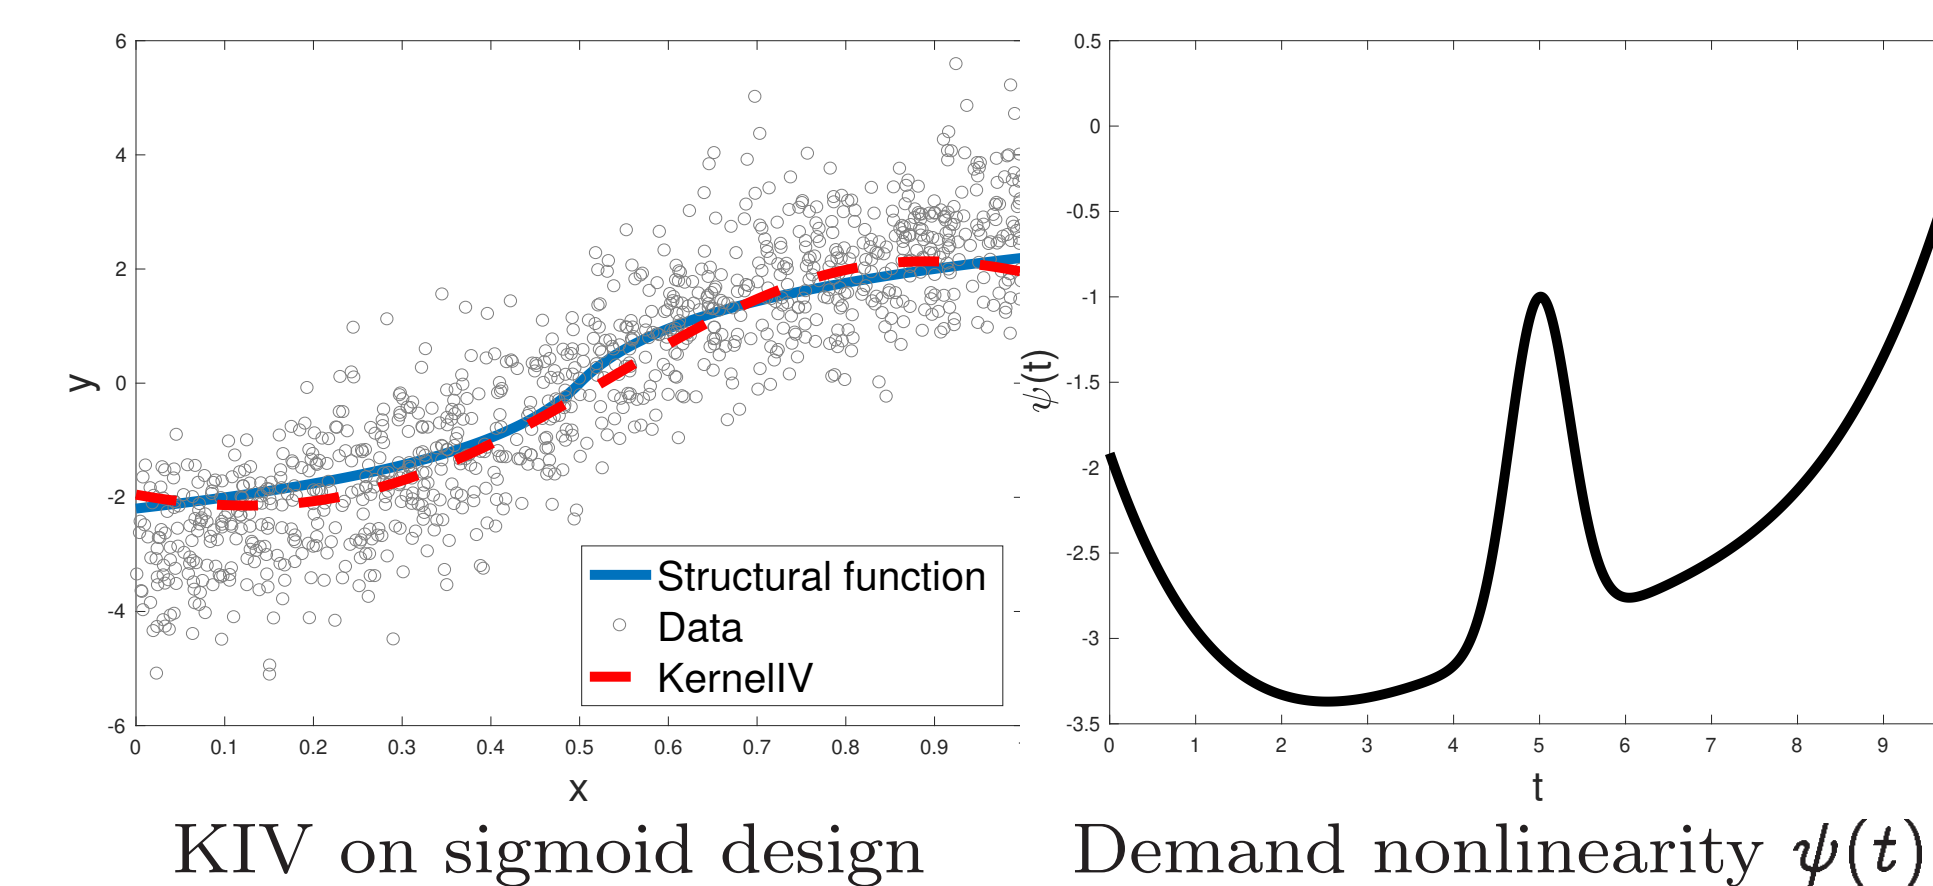 6
4
2
0
-2
-4
-6
y
0 0.1 0.2 0.3 0.4 0.5 0.6 0.7 0.8 0.9
x
Structural function
Data
KernelIV
KIV on sigmoid design
0.5
0
-0.5
-1
-1.5
-2
-2.5
-3
-3.5
ψ(t)
0 1 2 3 4 5 6 7 8 9
t
Demand nonlinearity ψ(t)